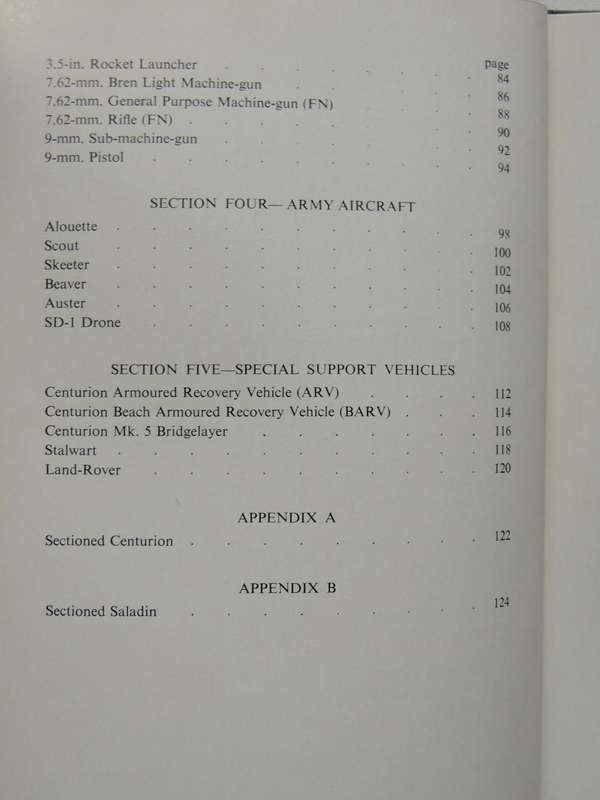 page
3.5-in. Rocket Launcher . . . . . . . 84
7.62-mm. Bren Light Machine-gun . . . . . 86
7.62-mm. General Purpose Machine-gun (FN) . . . . 88
7.62-mm. Rifle (FN) . . . . . . . . 90
9-mm. Sub-machine-gun . . . . . . . 92
9-mm. Pistol . . . . . . . . . 94
SECTION FOUR—ARMY AIRCRAFT
Alouette . . . . . . . . . . . 98
Scout . . . . . . . . . . . 100
Skeeter . . . . . . . . . . . 102
Beaver . . . . . . . . . . . 104
Auster . . . . . . . . . . . 106
SD-1 Drone . . . . . . . . . . 108
SECTION FIVE—SPECIAL SUPPORT VEHICLES
Centurion Armoured Recovery Vehicle (ARV) . . . . 112
Centurion Beach Armoured Recovery Vehicle (BARV) . . . 114
Centurion Mk. 5 Bridgelayer . . . . . . . 116
Stalwart . . . . . . . . . . . 118
Land-Rover . . . . . . . . . . 120
APPENDIX A
Sectioned Centurion . . . . . . . . . 122
APPENDIX B
Sectioned Saladin . . . . . . . . . 124